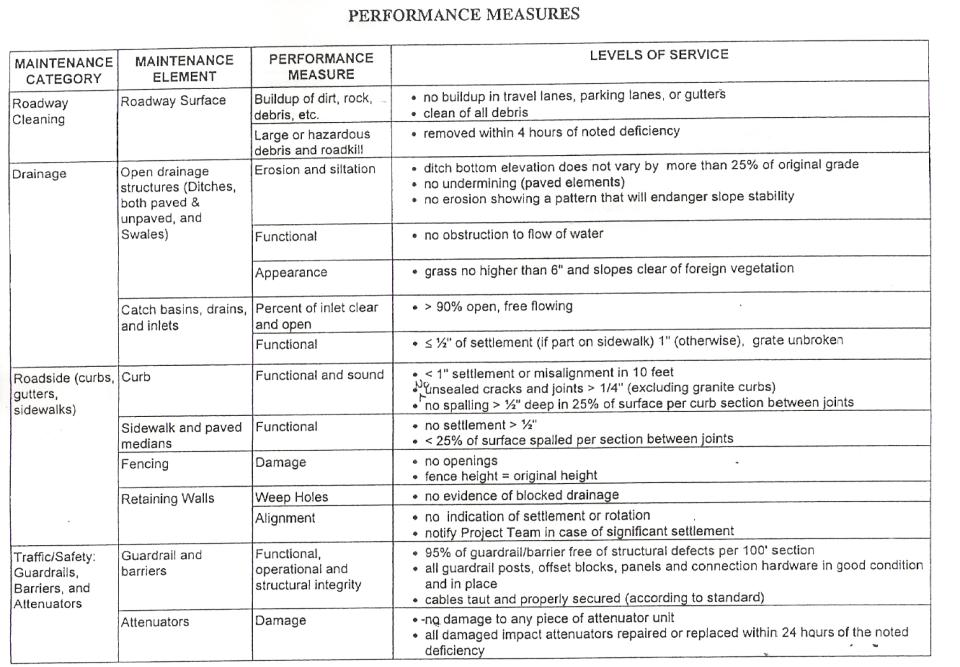 PERFORMANCE MEASURES
MAINTENANCE CATEGORY | MAINTENANCE ELEMENT | PERFORMANCE MEASURE | LEVELS OF SERVICE
Roadway Cleaning | Roadway Surface | Buildup of dirt, rock, debris, etc. | • no buildup in travel lanes, parking lanes, or gutters
• clean of all debris
Large or hazardous debris and roadkill | • removed within 4 hours of noted deficiency
Drainage | Open drainage structures (Ditches, both paved & unpaved, and Swales) | Erosion and siltation | • ditch bottom elevation does not vary by more than 25% of original grade
• no undermining (paved elements)
• no erosion showing a pattern that will endanger slope stability
Functional | • no obstruction to flow of water
Appearance | • grass no higher than 6" and slopes clear of foreign vegetation
Catch basins, drains, and inlets | Percent of inlet clear and open | • > 90% open, free flowing
Functional | • ≤ ½" of settlement (if part on sidewalk) 1" (otherwise), grate unbroken
Roadside (curbs, gutters, sidewalks) | Curb | Functional and sound | • < 1" settlement or misalignment in 10 feet
• No unsealed cracks and joints > 1/4" (excluding granite curbs)
• no spalling > ½" deep in 25% of surface per curb section between joints
Sidewalk and paved medians | Functional | • no settlement > ½"
• < 25% of surface spalled per section between joints
Fencing | Damage | • no openings
• fence height = original height
Retaining Walls | Weep Holes | • no evidence of blocked drainage
Alignment | • no indication of settlement or rotation
• notify Project Team in case of significant settlement
Traffic/Safety: Guardrails, Barriers, and Attenuators | Guardrail and barriers | Functional, operational and structural integrity | • 95% of guardrail/barrier free of structural defects per 100' section
• all guardrail posts, offset blocks, panels and connection hardware in good condition
and in place
• cables taut and properly secured (according to standard)
Attenuators | Damage | • no damage to any piece of attenuator unit
• all damaged impact attenuators repaired or replaced within 24 hours of the noted
deficiency